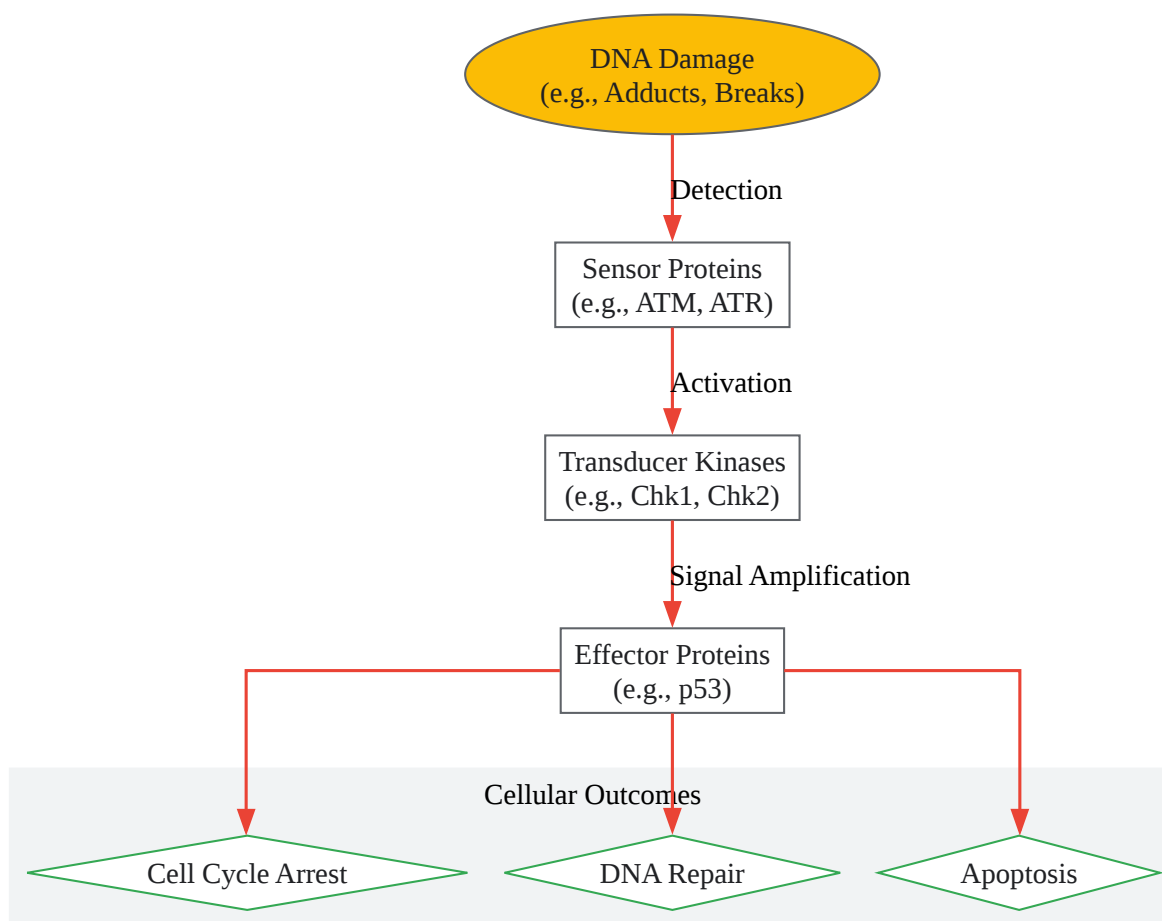 DNA Damage
(e.g., Adducts, Breaks)
Detection
Sensor Proteins
(e.g., ATM, ATR)
Activation
Transducer Kinases
(e.g., Chk1, Chk2)
Signal Amplification
Effector Proteins
(e.g., p53)
Cellular Outcomes
Cell Cycle Arrest
DNA Repair
Apoptosis